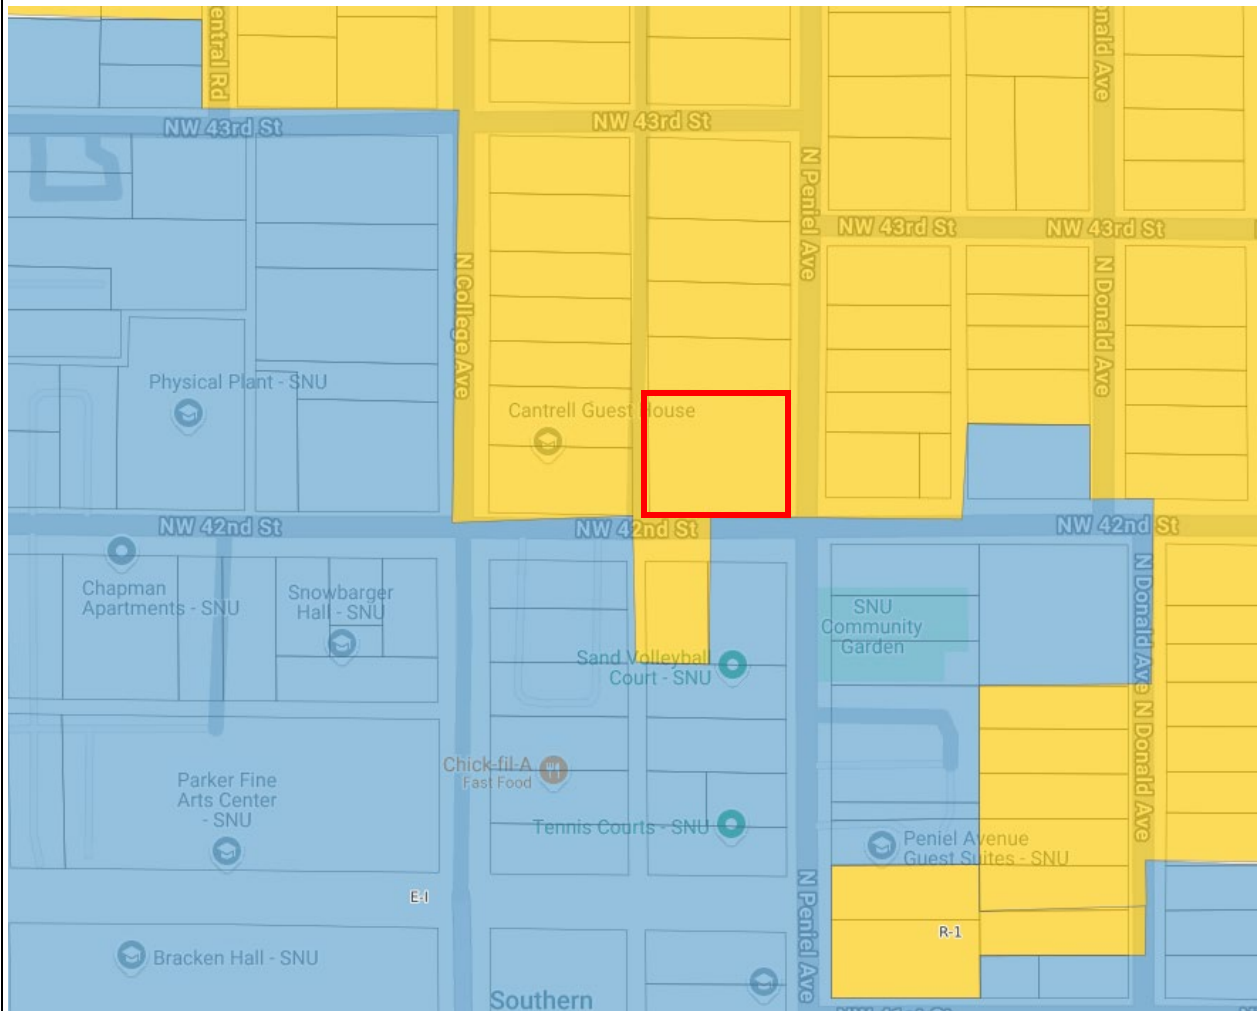 entral Rd
nald Ave
NW 43rd St
NW 43rd St
N Peniel Ave
NW 43rd St
NW 43rd St
N College Ave
N Donald Ave
Physical Plant - SNU
Cantrell Guest House
NW 42nd St
NW 42nd St
NW 42nd St
Chapman
Apartments - SNU
Snowbarger
Hall - SNU
SNU
Community
Garden
N Donald Ave
Sand Volleyball
Court - SNU
N Donald Ave
Chick-fil-A
Fast Food
Parker Fine
Arts Center
- SNU
Tennis Courts - SNU
Peniel Avenue
Guest Suites - SNU
N Peniel Ave
E-I
R-1
Bracken Hall - SNU
Southern